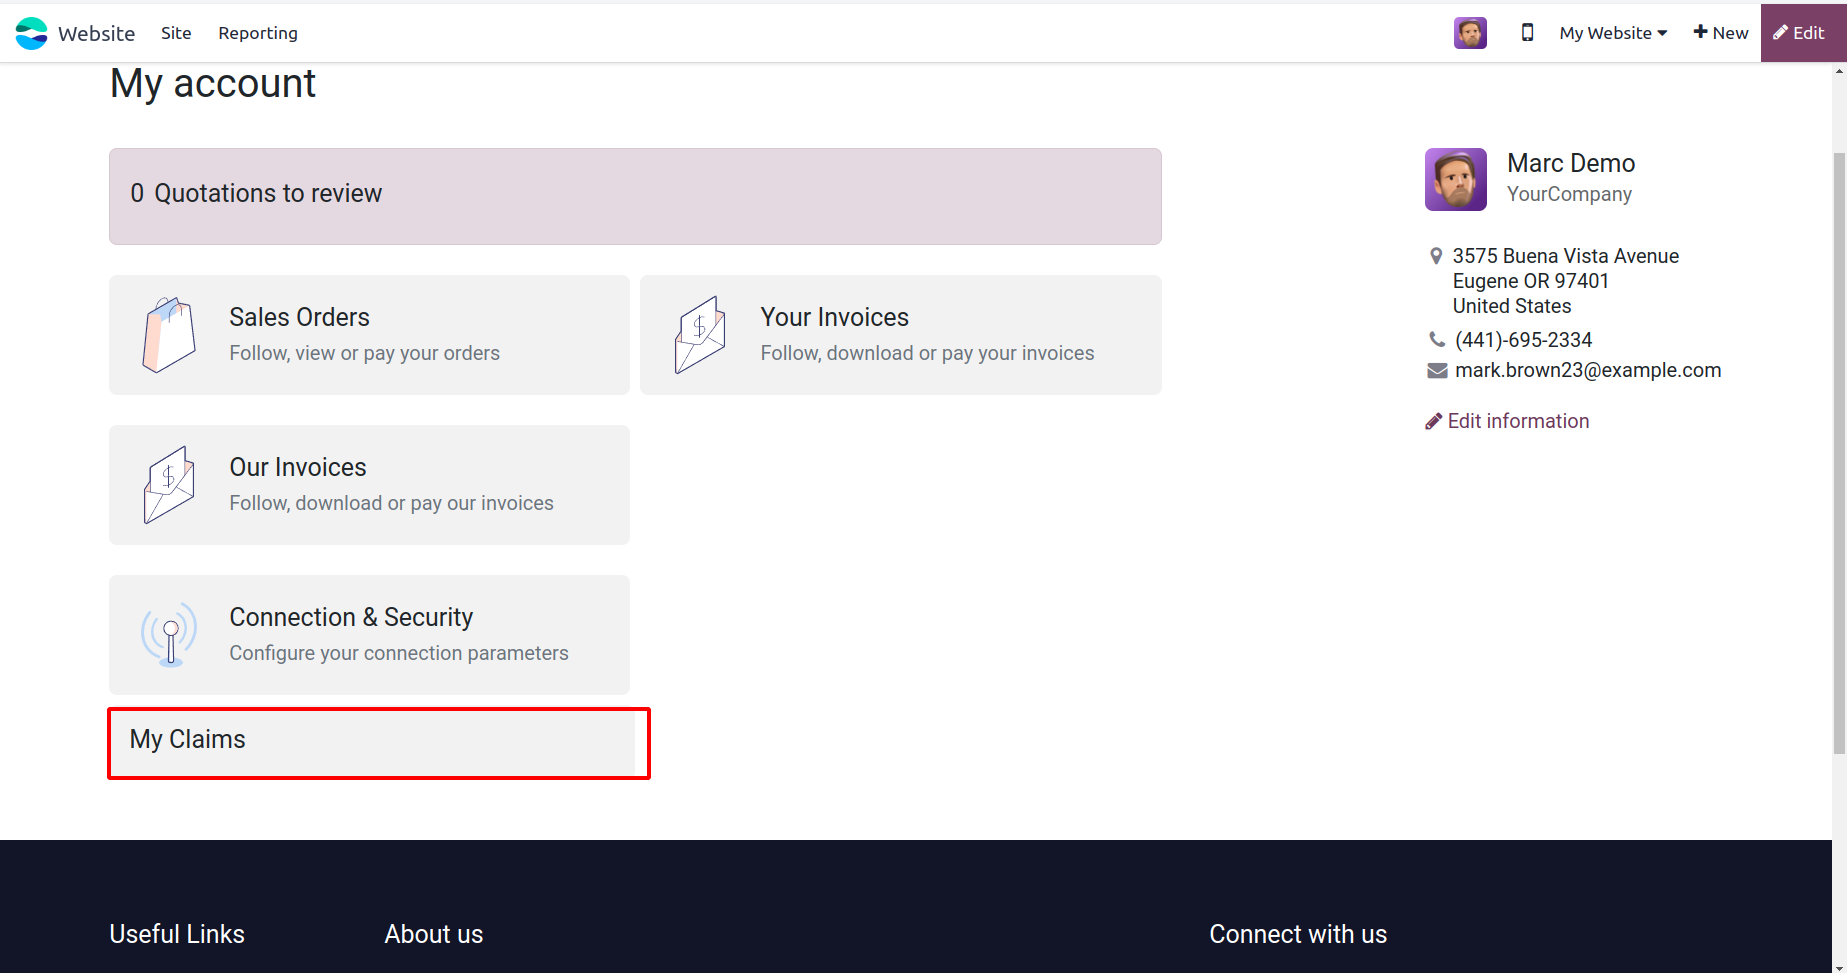 Website Site Reporting My Website New Edit
My account
0 Quotations to review
Sales Orders
Follow, view or pay your orders
Your Invoices
Follow, download or pay your invoices
Our Invoices
Follow, download or pay our invoices
Connection & Security
Configure your connection parameters
My Claims
Marc Demo
YourCompany
3575 Buena Vista Avenue
Eugene OR 97401
United States
(441)-695-2334
mark.brown23@example.com
Edit information
Useful Links About us Connect with us